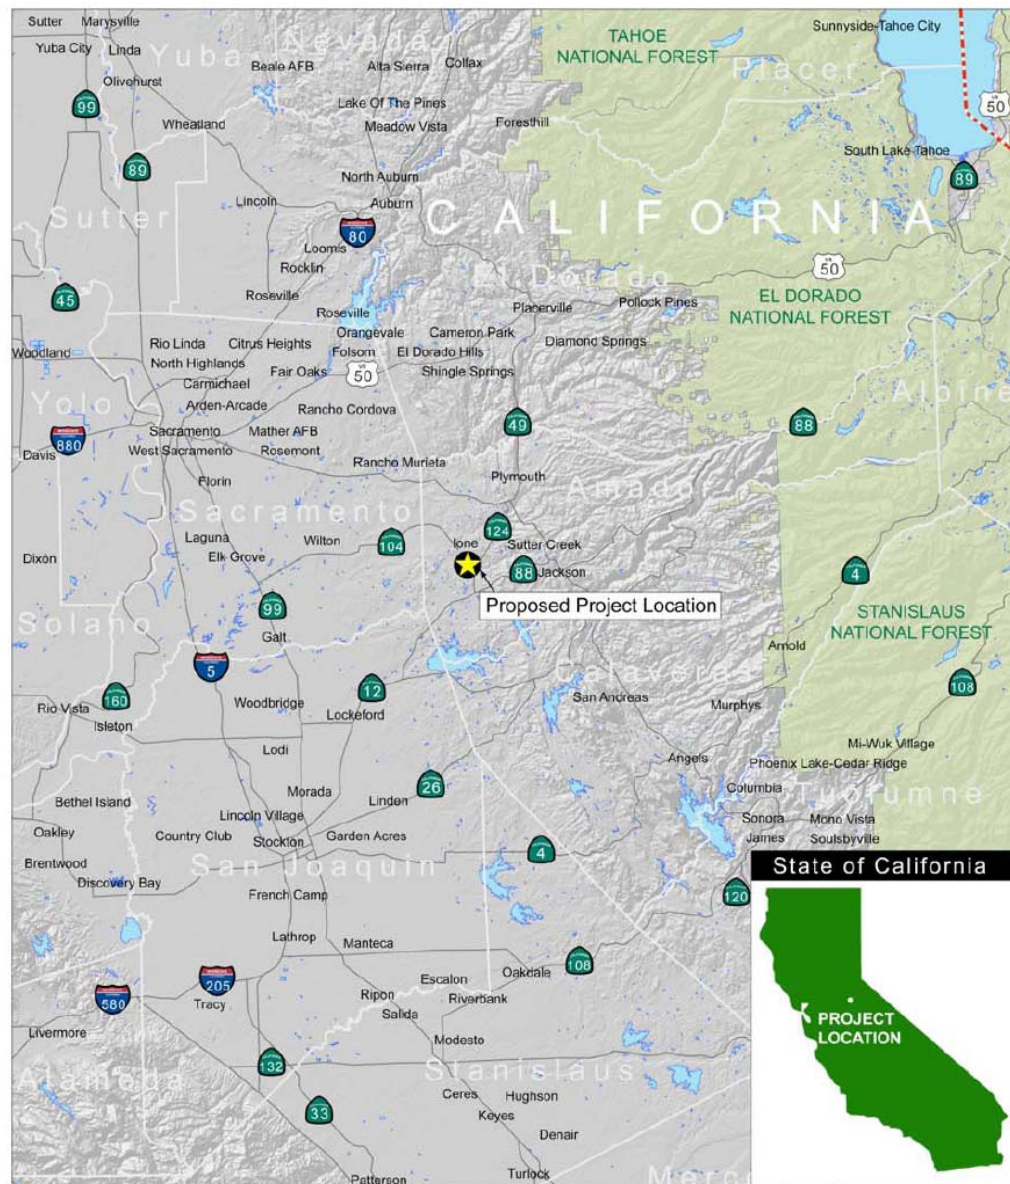 Sutter
Marysville
Nevada
Sunnyside-Tahoe City
Yuba City
Linda
Yuba
TAHOE
NATIONAL FOREST
Placer
Beale AFB
Alta Sierra
Colfax
Olivehurst
99
Lake Of The Pines
US
50
Wheatland
Meadow Vista
Foresthill
South Lake Tahoe
89
North Auburn
89
Lincoln
Auburn
Sutter
CALIFORNIA
80
Loomis
Rocklin
El Dorado
50
45
Roseville
Placerville
Pollock Pines
EL DORADO
NATIONAL FOREST
Roseville
Orangevale
Cameron Park
Diamond Springs
Woodland
Rio Linda
Citrus Heights
Folsom
El Dorado Hills
North Highlands
Fair Oaks
US
50
Shingle Springs
Carmichael
Alpine
Yolo
Arden-Arcade
Rancho Cordova
49
88
880
Sacramento
Mather AFB
Davis
West Sacramento
Rosemont
Rancho Murieta
Florin
Plymouth
Amador
Sacramento
124
Laguna
Wilton
104
Ione
Sutter Creek
Dixon
Elk Grove
88
Jackson
4
99
Proposed Project Location
Solano
Galt
STANISLAUS
NATIONAL FOREST
5
Arnold
Calaveras
108
160
12
San Andreas
Rio Vista
Woodbridge
Lockeford
Murphys
Isleton
Lodi
Mi-Wuk Village
Angels
Phoenix Lake-Cedar Ridge
26
Morada
Linden
Columbia
Tuolumne
Bethel Island
Lincoln Village
Sonora
Mono Vista
Oakley
Country Club
Stockton
Garden Acres
James
Soulsbyville
Brentwood
San Joaquin
4
State of California
Discovery Bay
French Camp
120
Lathrop
Manteca
108
205
Escalon
Oakdale
580
Tracy
Ripon
Riverbank
PROJECT
LOCATION
Livermore
Salida
Modesto
132
Stanislaus
Alameda
Ceres
Hughson
33
Keyes
Denair
Patterson
Turlock